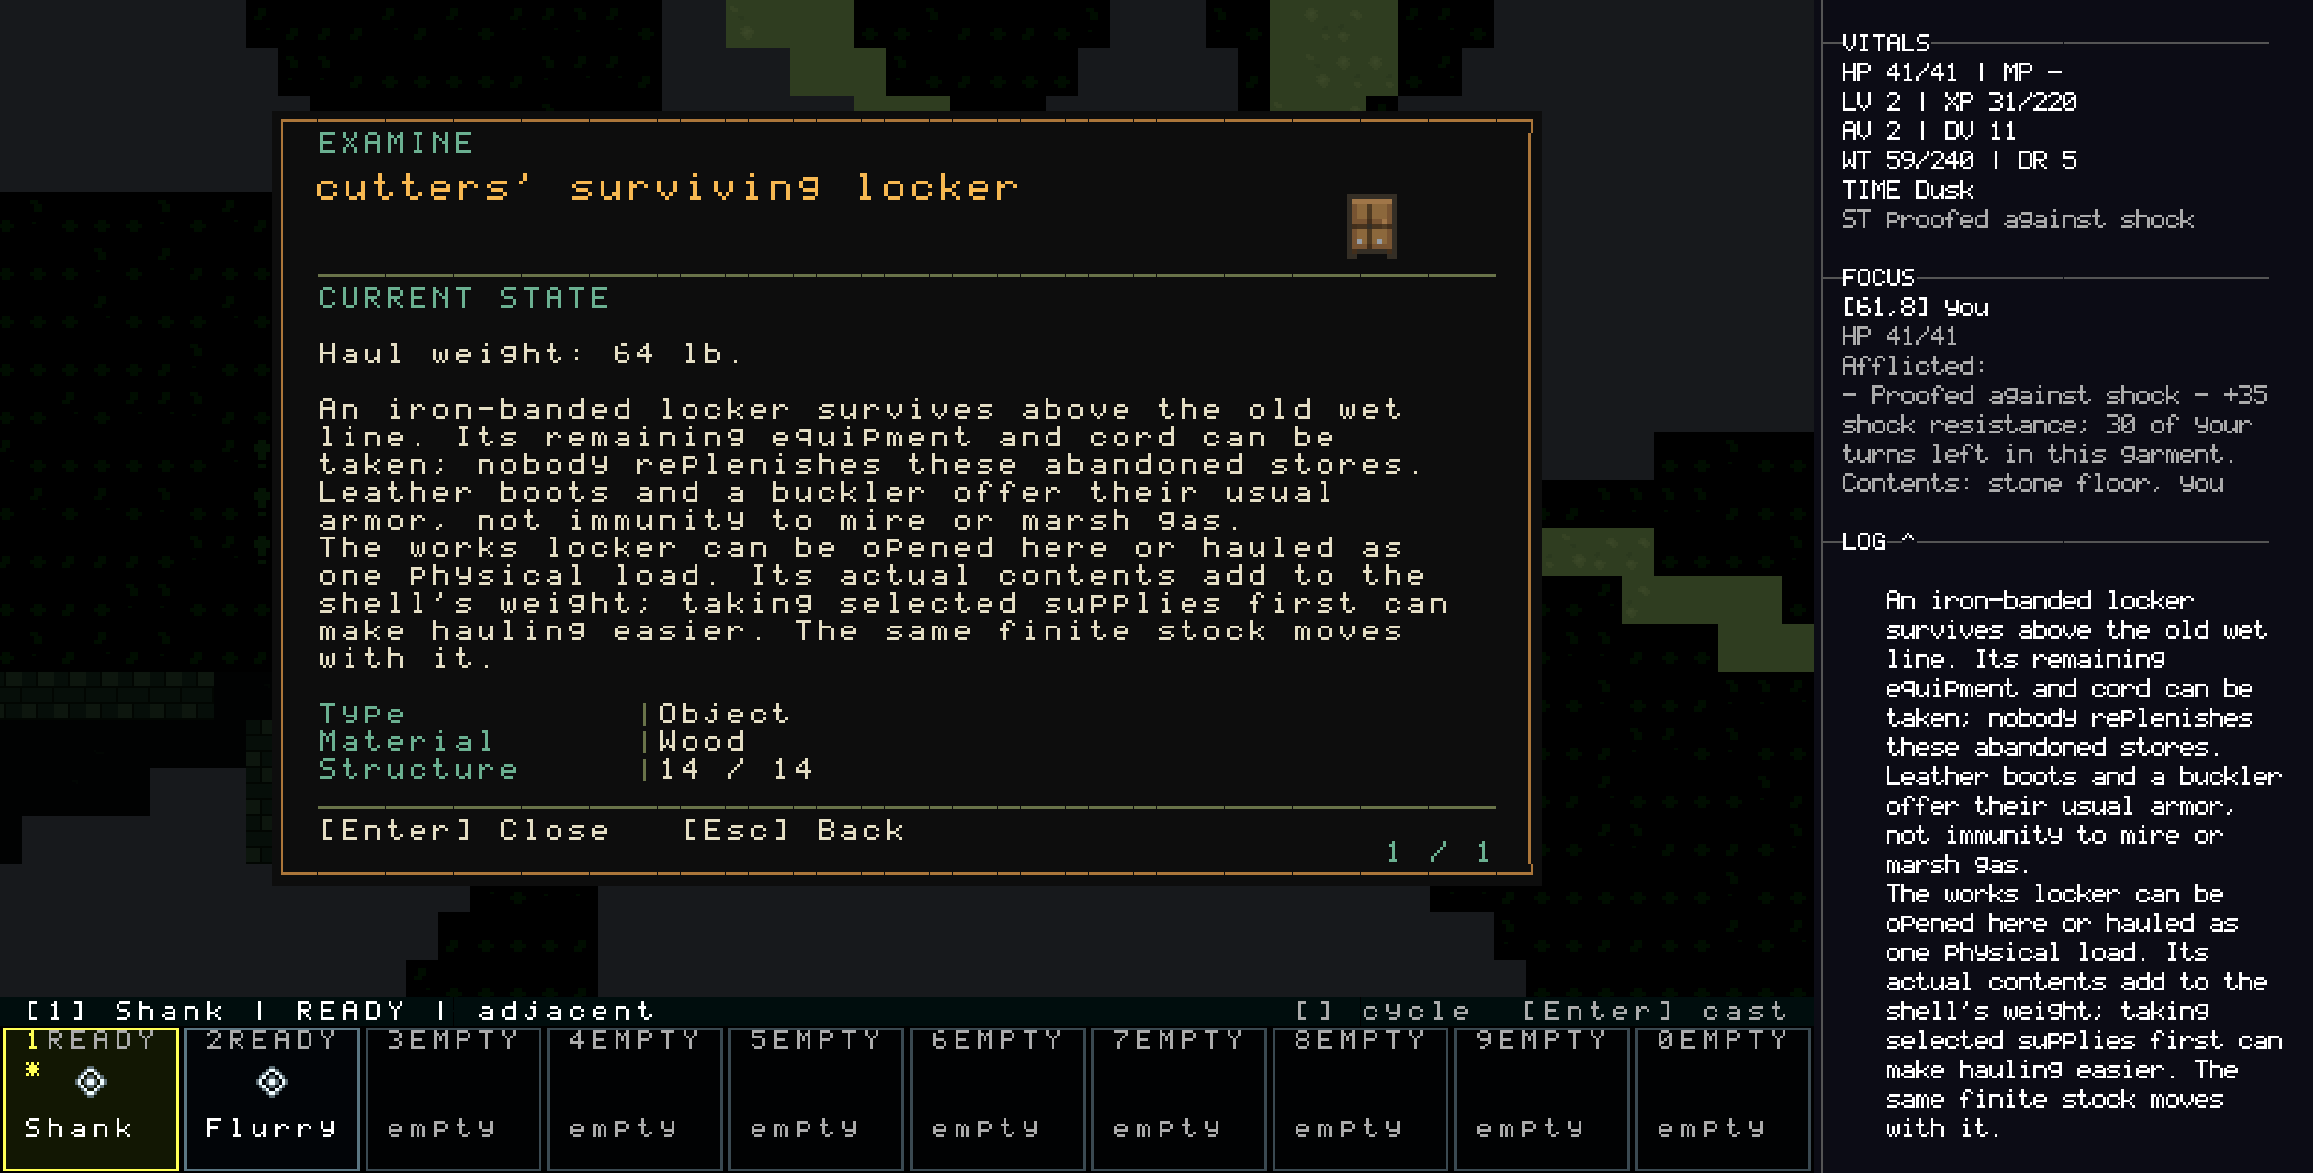 EXAMINE
cutters' surviving locker
CURRENT STATE
Haul weight: 64 lb.
An iron-banded locker survives above the old wet
line. Its remaining equipment and cord can be
taken; nobody replenishes these abandoned stores.
Leather boots and a buckler offer their usual
armor, not immunity to mire or marsh gas.
The works locker can be opened here or hauled as
one physical load. Its actual contents add to the
shell's weight; taking selected supplies first can
make hauling easier. The same finite stock moves
with it.
Type |Object
Material |Wood
Structure |14 / 14
[Enter] Close [Esc] Back
1 / 1
[1] Shank | READY | adjacent [] cycle [Enter] cast
1READY 2READY 3EMPTY 4EMPTY 5EMPTY 6EMPTY 7EMPTY 8EMPTY 9EMPTY 0EMPTY
*
Shank Flurry empty empty empty empty empty empty empty empty
VITALS
HP 41/41 | MP -
LV 2 | XP 31/220
AV 2 | DV 11
WT 59/240 | DR 5
TIME Dusk
ST Proofed against shock
FOCUS
[61,8] You
HP 41/41
Afflicted:
- Proofed against shock - +35
shock resistance; 30 of your
turns left in this garment.
Contents: stone floor, you
LOG ^
An iron-banded locker
survives above the old wet
line. Its remaining
equipment and cord can be
taken; nobody replenishes
these abandoned stores.
Leather boots and a buckler
offer their usual armor,
not immunity to mire or
marsh gas.
The works locker can be
opened here or hauled as
one physical load. Its
actual contents add to the
shell's weight; taking
selected supplies first can
make hauling easier. The
same finite stock moves
with it.